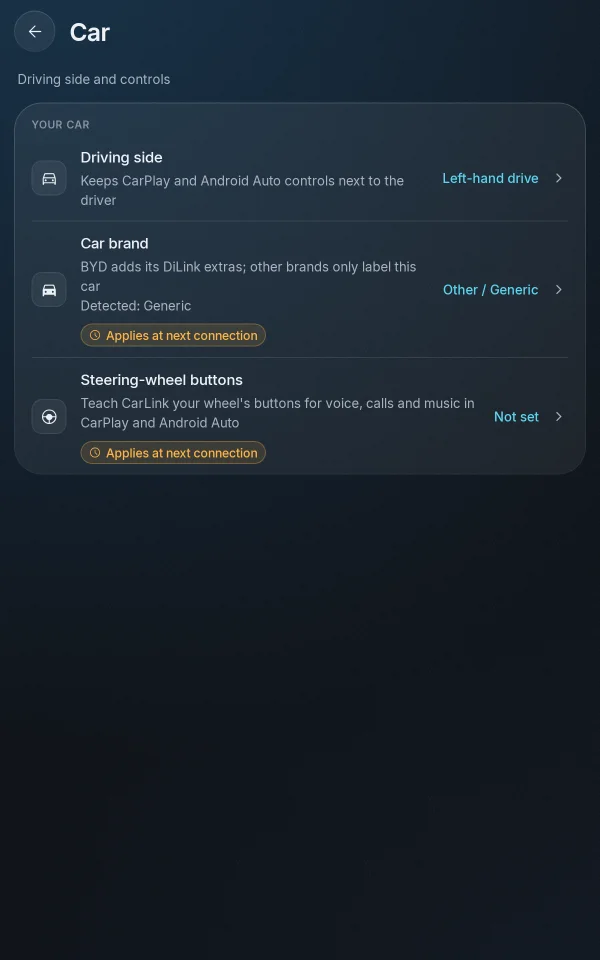 Car
Driving side and controls
YOUR CAR
Driving side
Keeps CarPlay and Android Auto controls next to the
driver
Left-hand drive
Car brand
BYD adds its DiLink extras; other brands only label this
car
Detected: Generic
Applies at next connection
Other / Generic
Steering-wheel buttons
Teach CarLink your wheel's buttons for voice, calls and music in
CarPlay and Android Auto
Applies at next connection
Not set